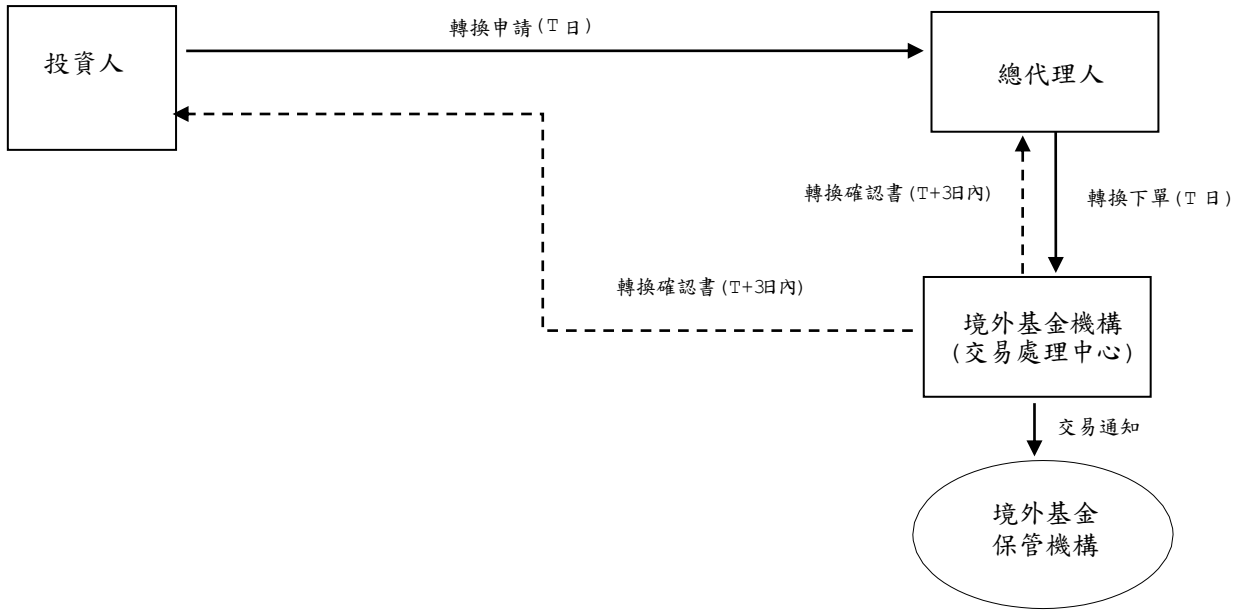 轉換申請(T日)
投資人
總代理人
轉換確認書(T+3日內)
轉換下單(T日)
轉換確認書(T+3日內)
境外基金機構
(交易處理中心)
交易通知
境外基金
保管機構